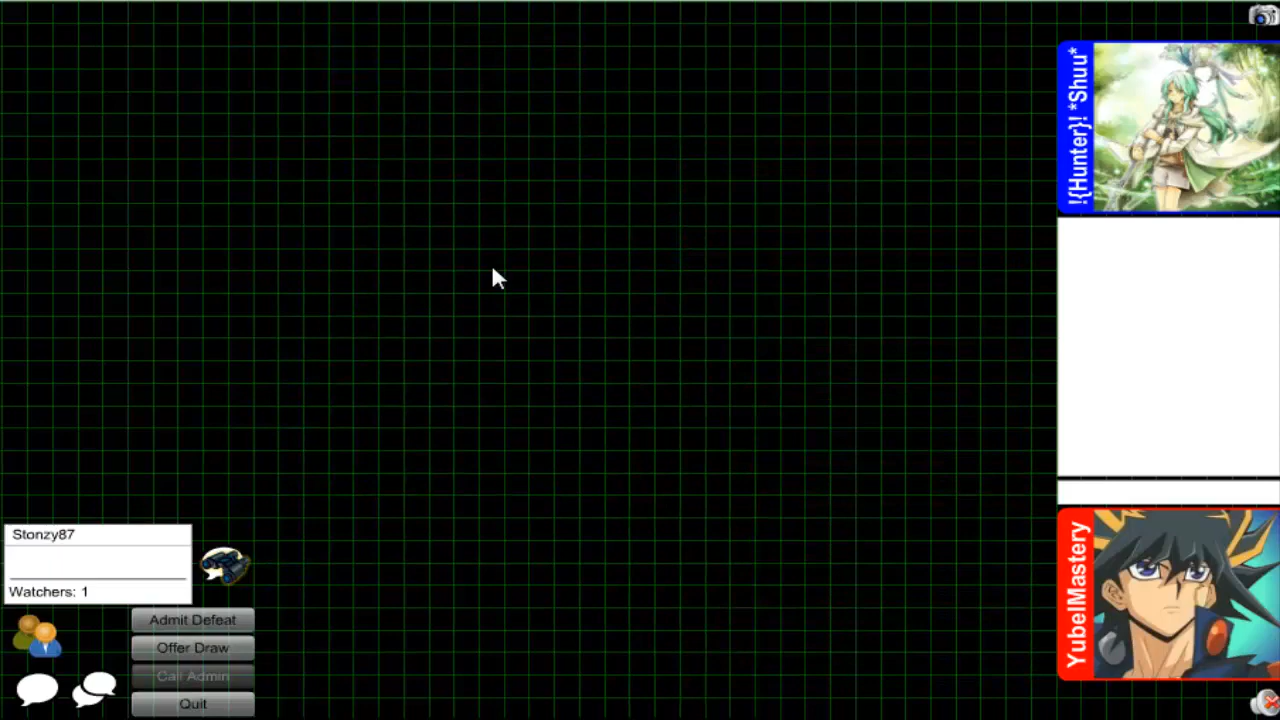 !{Hunter}! *Shuu*
Stonzy87
Watchers: 1
Admit Defeat
Offer Draw
Call Admin
Quit
YubelMastery